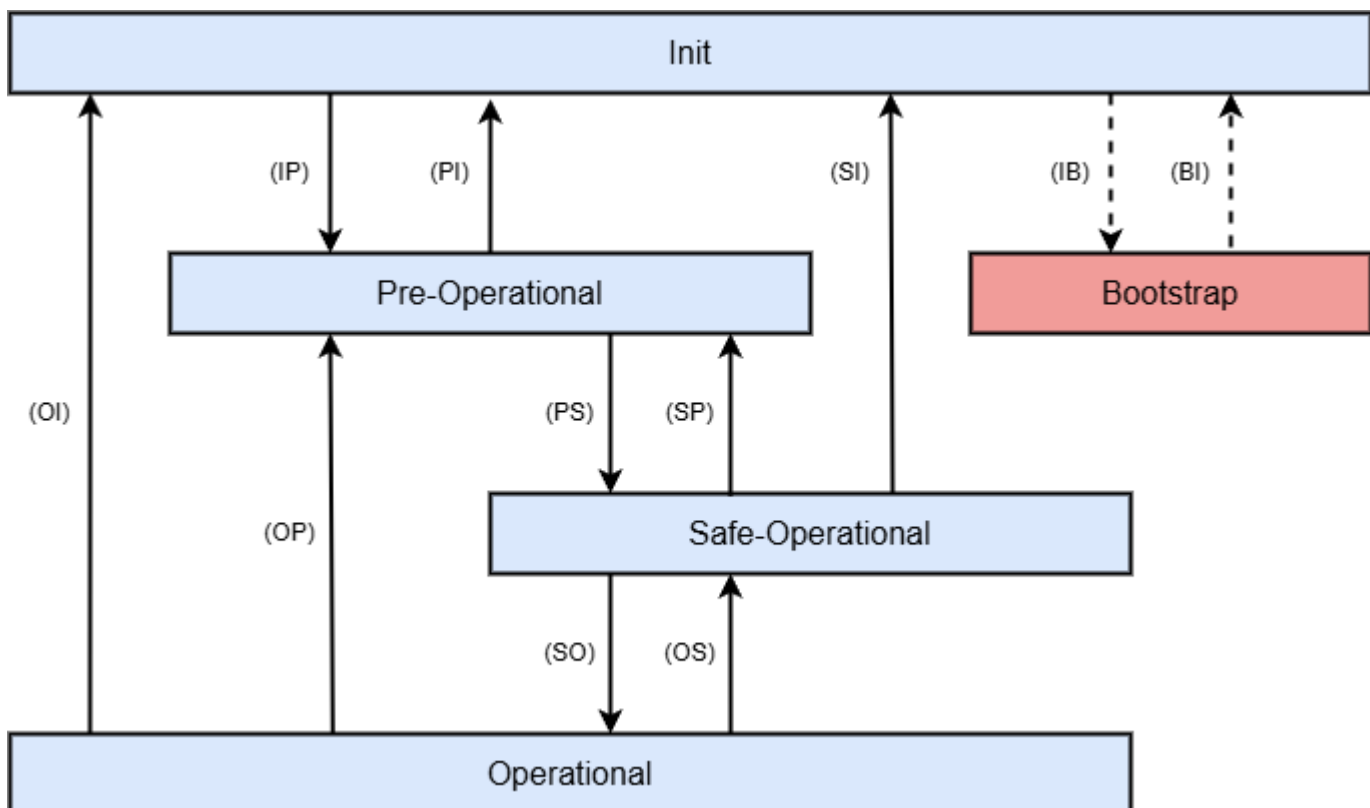 Init
(IP)
(PI)
(SI)
(IB)
(BI)
Pre-Operational
Bootstrap
(OI)
(PS)
(SP)
Safe-Operational
(OP)
(SO)
(OS)
Operational